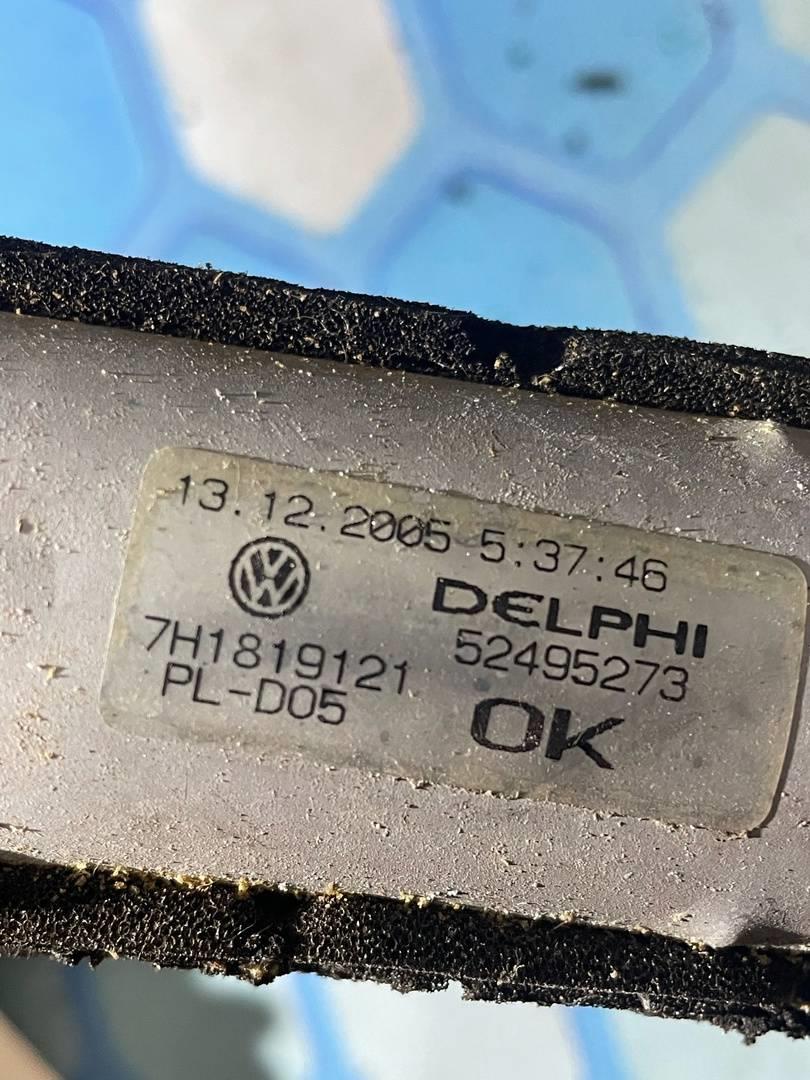 13.12.2005 5:37:46
VW DELPHI
7H1819121 52495273
PL-D05 OK